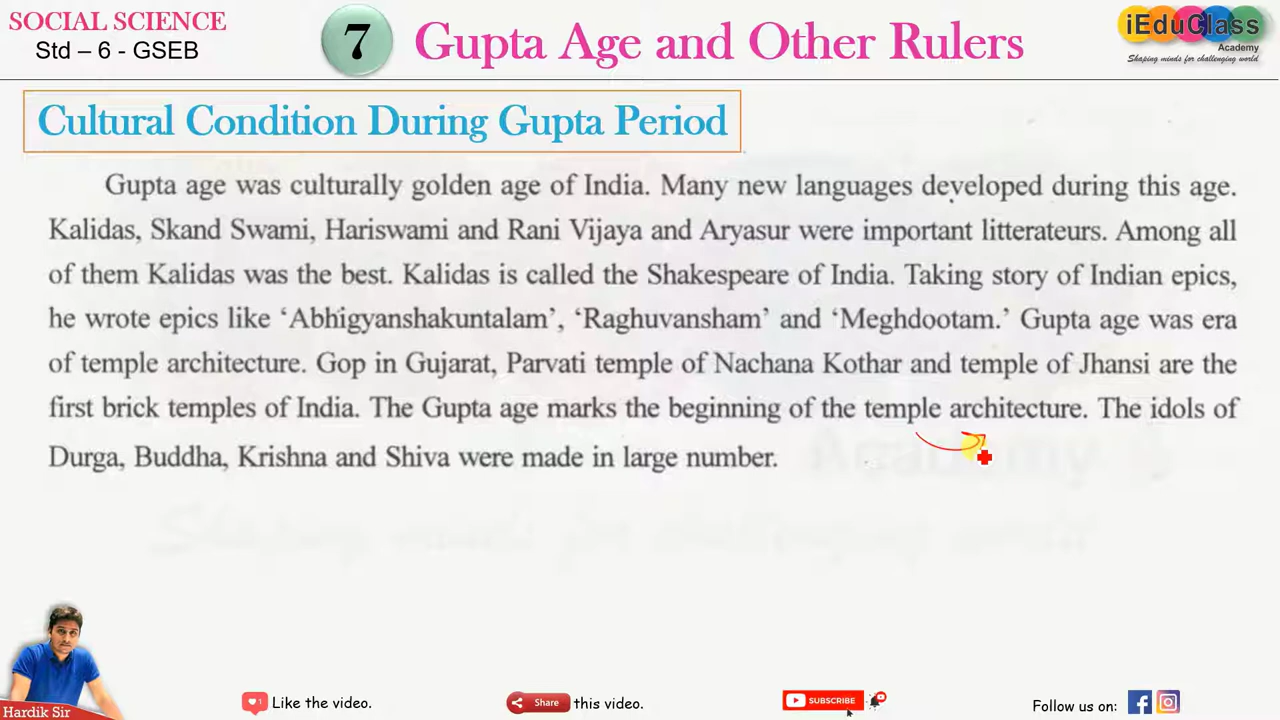 SOCIAL SCIENCE
Std – 6 - GSEB
7
Gupta Age and Other Rulers
iEduClass
Academy
Shaping minds for challenging world
Cultural Condition During Gupta Period
Gupta age was culturally golden age of India. Many new languages developed during this age.
Kalidas, Skand Swami, Hariswami and Rani Vijaya and Aryasur were important litterateurs. Among all
of them Kalidas was the best. Kalidas is called the Shakespeare of India. Taking story of Indian epics,
he wrote epics like ‘Abhigyanshakuntalam’, ‘Raghuvansham’ and ‘Meghdootam.’ Gupta age was era
of temple architecture. Gop in Gujarat, Parvati temple of Nachana Kothar and temple of Jhansi are the
first brick temples of India. The Gupta age marks the beginning of the temple architecture. The idols of
Durga, Buddha, Krishna and Shiva were made in large number.
Academy
Shaping minds for challenging world
Hardik Sir
1
Like the video.
Share
this video.
SUBSCRIBE
Follow us on: